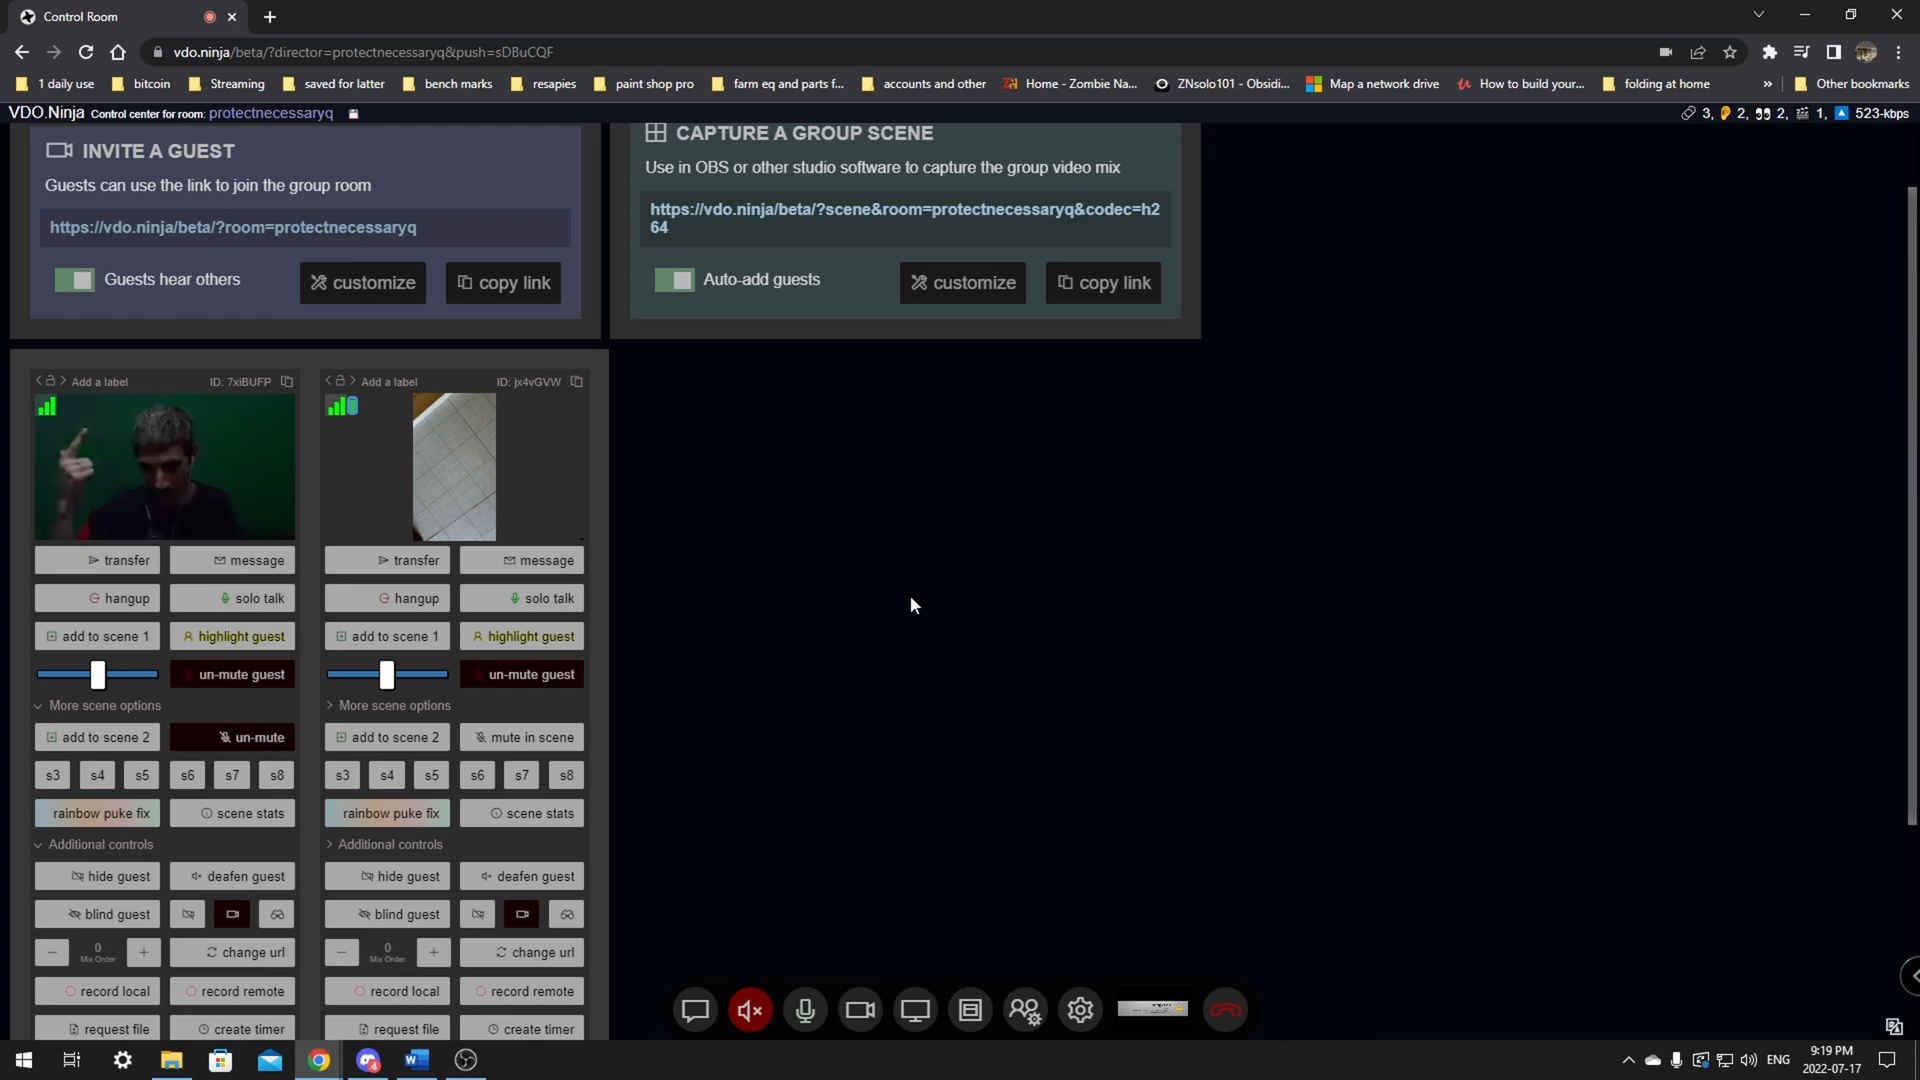 Control Room
vdo.ninja/beta/?director=protectnecessaryq&push=sDBuCQF
1 daily use bitcoin Streaming saved for latter bench marks resapies paint shop pro farm eq and parts f... accounts and other Home - Zombie Na... ZNsolo101 - Obsidi... Map a network drive How to build your... folding at home » Other bookmarks
VDO.Ninja Control center for room: protectnecessaryq 3, 2, 2, 1, 523-kbps
INVITE A GUEST
Guests can use the link to join the group room
https://vdo.ninja/beta/?room=protectnecessaryq
Guests hear others customize copy link
CAPTURE A GROUP SCENE
Use in OBS or other studio software to capture the group video mix
https://vdo.ninja/beta/?scene&room=protectnecessaryq&codec=h2
64
Auto-add guests customize copy link
Add a label ID: 7xiBUFP
transfer message
hangup solo talk
add to scene 1 highlight guest
un-mute guest
More scene options
add to scene 2 un-mute
s3 s4 s5 s6 s7 s8
rainbow puke fix scene stats
Additional controls
hide guest deafen guest
blind guest
0 change url
Mix Order
record local record remote
request file create timer
Add a label ID: jx4vGVW
transfer message
hangup solo talk
add to scene 1 highlight guest
un-mute guest
More scene options
add to scene 2 mute in scene
s3 s4 s5 s6 s7 s8
rainbow puke fix scene stats
Additional controls
hide guest deafen guest
blind guest
0 change url
Mix Order
record local record remote
request file create timer
4
ENG
9:19 PM
2022-07-17